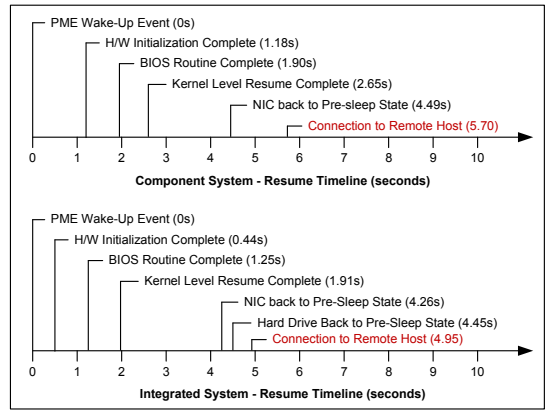 PME Wake-Up Event (0s)
H/W Initialization Complete (1.18s)
BIOS Routine Complete (1.90s)
Kernel Level Resume Complete (2.65s)
NIC back to Pre-sleep State (4.49s)
Connection to Remote Host (5.70)
0 1 2 3 4 5 6 7 8 9 10
Component System - Resume Timeline (seconds)
PME Wake-Up Event (0s)
H/W Initialization Complete (0.44s)
BIOS Routine Complete (1.25s)
Kernel Level Resume Complete (1.91s)
NIC back to Pre-Sleep State (4.26s)
Hard Drive Back to Pre-Sleep State (4.45s)
Connection to Remote Host (4.95)
0 1 2 3 4 5 6 7 8 9 10
Integrated System - Resume Timeline (seconds)